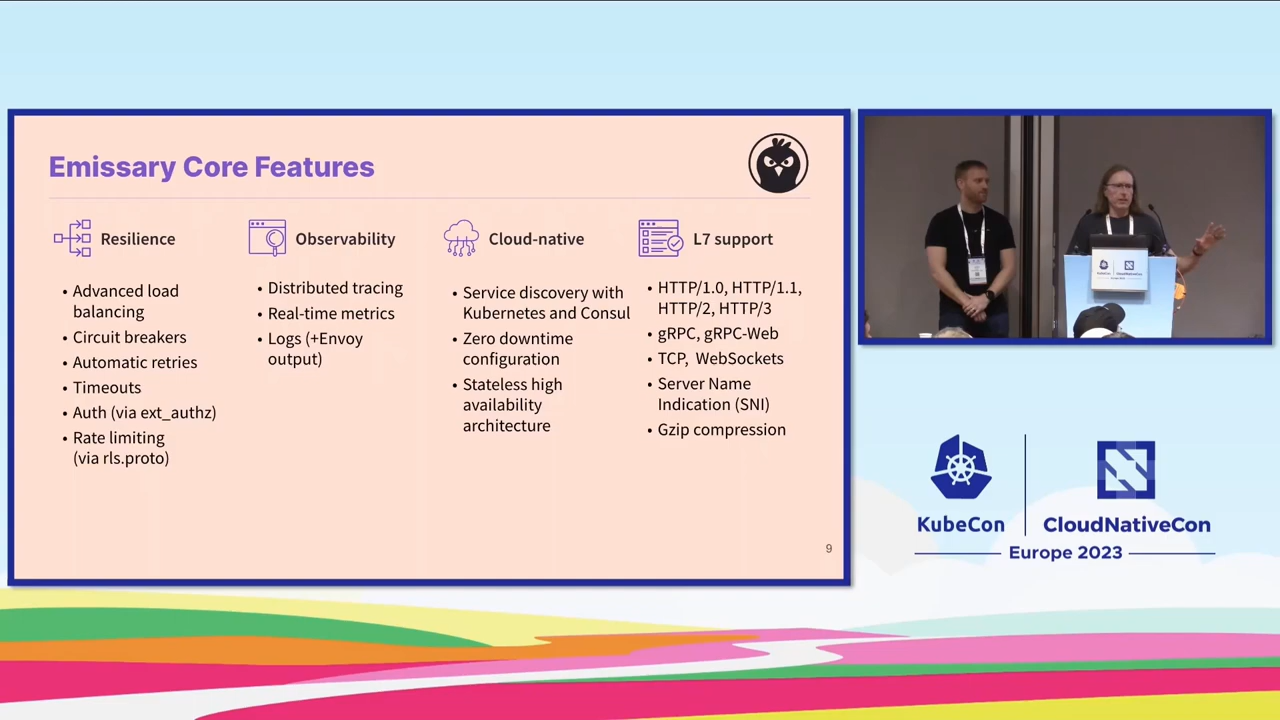 Emissary Core Features
Resilience
• Advanced load
balancing
• Circuit breakers
• Automatic retries
• Timeouts
• Auth (via ext_authz)
• Rate limiting
(via rls.proto)
Observability
• Distributed tracing
• Real-time metrics
• Logs (+Envoy
output)
Cloud-native
• Service discovery with
Kubernetes and Consul
• Zero downtime
configuration
• Stateless high
availability
architecture
L7 support
• HTTP/1.0, HTTP/1.1,
HTTP/2, HTTP/3
• gRPC, gRPC-Web
• TCP, WebSockets
• Server Name
Indication (SNI)
• Gzip compression
9
KubeCon
CloudNativeCon
KubeCon
CloudNativeCon
Europe 2023